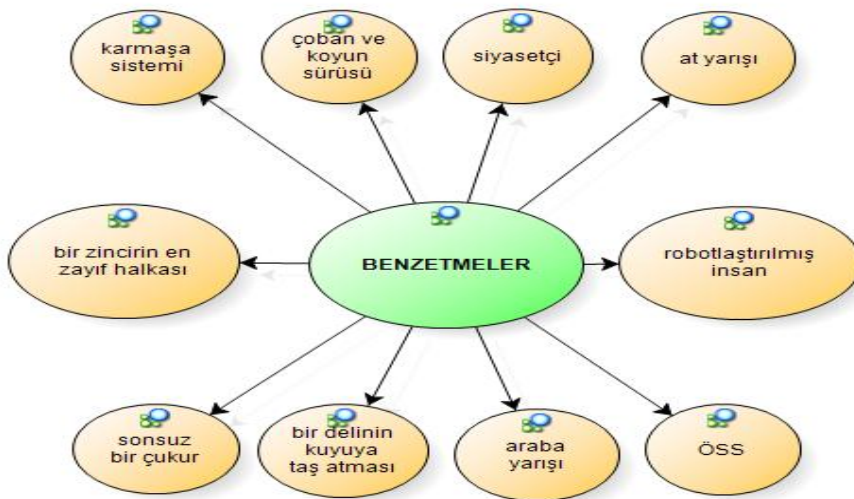 karmaşa
sistemi
çoban ve
koyun
sürüsü
siyasetçi
at yarışı
bir zincirin en
zayıf halkası
BENZETMELER
robotlaştırılmış
insan
sonsuz
bir çukur
bir delinin
kuyuya
taş atması
araba
yarışı
ÖSS